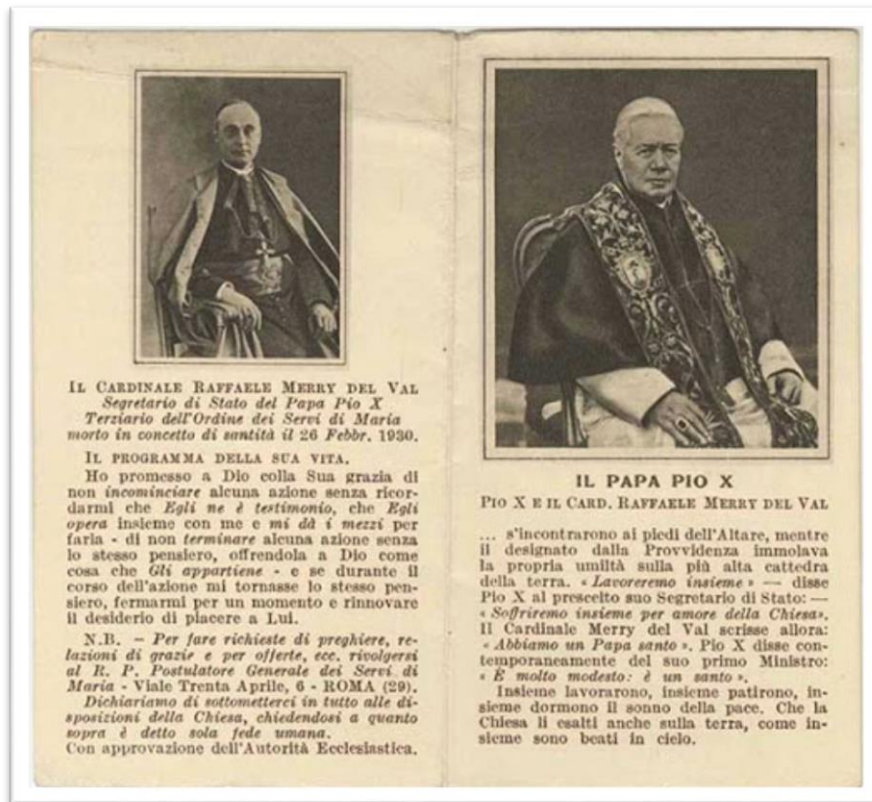 IL CARDINALE RAFFAELE MERRY DEL VAL
Segretario di Stato del Papa Pio X
Terziario dell'Ordine dei Servi di Maria
morto in concetto di santità il 26 Febbr. 1930.
IL PROGRAMMA DELLA SUA VITA.
Ho promesso a Dio colla Sua grazia di
non incominciare alcuna azione senza ricor-
darmi che Egli ne è testimonio, che Egli
opera insieme con me e mi dà i mezzi per
farla - di non terminare alcuna azione senza
lo stesso pensiero, offrendola a Dio come
cosa che Gli appartiene - e se durante il
corso dell'azione mi tornasse lo stesso pen-
siero, fermarmi per un momento e rinnovare
il desiderio di piacere a Lui.
N.B. - Per fare richieste di preghiere, re-
lazioni di grazie e per offerte, ecc. rivolgersi
al R. P. Postulatore Generale dei Servi di
Maria - Viale Trenta Aprile, 6 - ROMA (29).
Dichiariamo di sottometterci in tutto alle di-
sposizioni della Chiesa, chiedendosi a quanto
sopra è detto sola fede umana.
Con approvazione dell'Autorità Ecclesiastica.
IL PAPA PIO X
PIO X E IL CARD. RAFFAELE MERRY DEL VAL
... s'incontrarono ai piedi dell'Altare, mentre
il designato dalla Provvidenza immolava
la propria umiltà sulla più alta cattedra
della terra. « Lavoreremo insieme » — disse
Pio X al prescelto suo Segretario di Stato: —
« Soffriremo insieme per amore della Chiesa».
Il Cardinale Merry del Val scrisse allora:
« Abbiamo un Papa santo ». Pio X disse con-
temporaneamente del suo primo Ministro:
« È molto modesto: è un santo ».
Insieme lavorarono, insieme patirono, in-
sieme dormono il sonno della pace. Che la
Chiesa li esalti anche sulla terra, come in-
sieme sono beati in cielo.